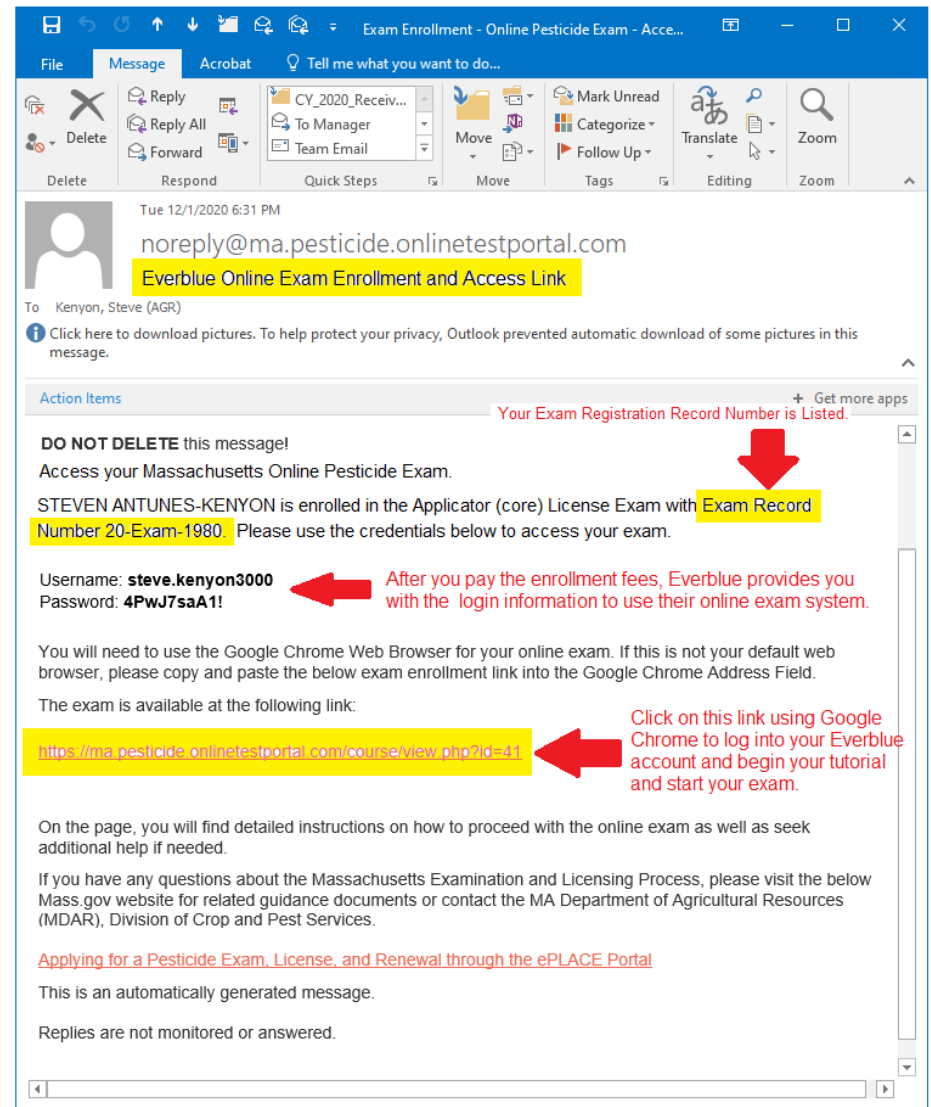 Exam Enrollment - Online Pesticide Exam - Acce...
File Message Acrobat Tell me what you want to do...
Delete
Reply
Reply All
Forward
CY_2020_Receiv...
To Manager
Team Email
Move
Mark Unread
Categorize
Follow Up
Translate
Zoom
Delete Respond Quick Steps Move Tags Editing Zoom
Tue 12/1/2020 6:31 PM
noreply@ma.pesticide.onlinetestportal.com
Everblue Online Exam Enrollment and Access Link
To Kenyon, Steve (AGR)
Click here to download pictures. To help protect your privacy, Outlook prevented automatic download of some pictures in this
message.
Action Items + Get more apps
Your Exam Registration Record Number is Listed.
DO NOT DELETE this message!
Access your Massachusetts Online Pesticide Exam.
STEVEN ANTUNES-KENYON is enrolled in the Applicator (core) License Exam with Exam Record
Number 20-Exam-1980. Please use the credentials below to access your exam.
Username: steve.kenyon3000
Password: 4PwJ7saA1!
After you pay the enrollment fees, Everblue provides you
with the login information to use their online exam system.
You will need to use the Google Chrome Web Browser for your online exam. If this is not your default web
browser, please copy and paste the below exam enrollment link into the Google Chrome Address Field.
The exam is available at the following link:
https://ma.pesticide.onlinetestportal.com/course/view.php?id=41
Click on this link using Google
Chrome to log into your Everblue
account and begin your tutorial
and start your exam.
On the page, you will find detailed instructions on how to proceed with the online exam as well as seek
additional help if needed.
If you have any questions about the Massachusetts Examination and Licensing Process, please visit the below
Mass.gov website for related guidance documents or contact the MA Department of Agricultural Resources
(MDAR), Division of Crop and Pest Services.
Applying for a Pesticide Exam, License, and Renewal through the ePLACE Portal
This is an automatically generated message.
Replies are not monitored or answered.